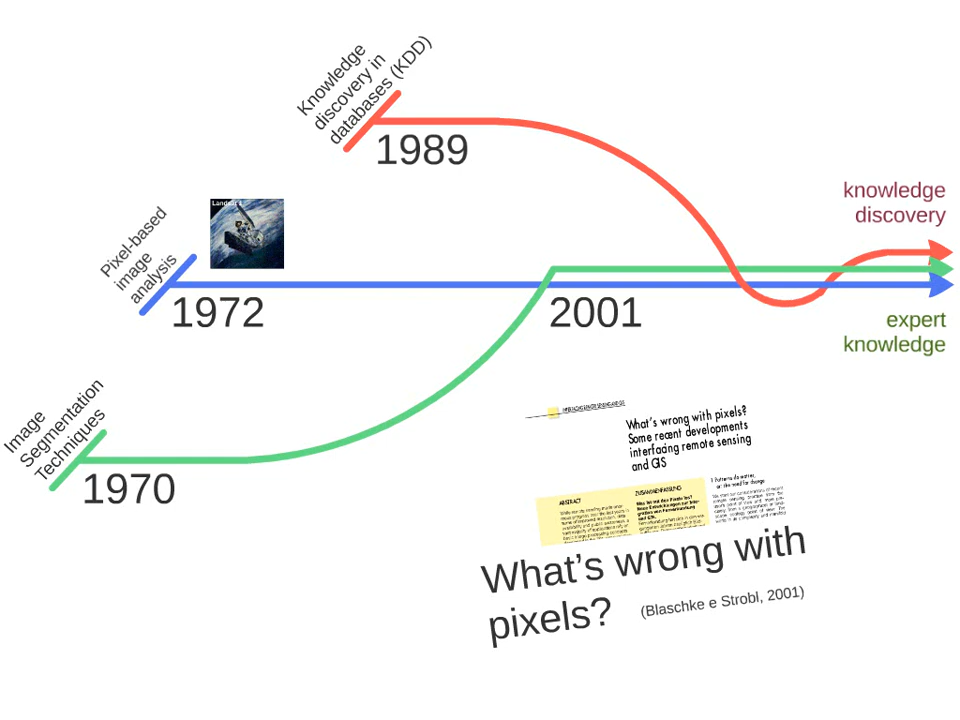 Knowledge
discovery in
databases (KDD)
1989
knowledge
discovery
Pixel-based
image
analysis
1972
2001
expert
knowledge
Image
Segmentation
Techniques
1970
What's wrong with pixels?
Some recent developments
interfacing remote sensing
and GIS
ABSTRACT
ZUSAMMENFASSUNG
What's wrong with
pixels?
(Blaschke e Strobl, 2001)